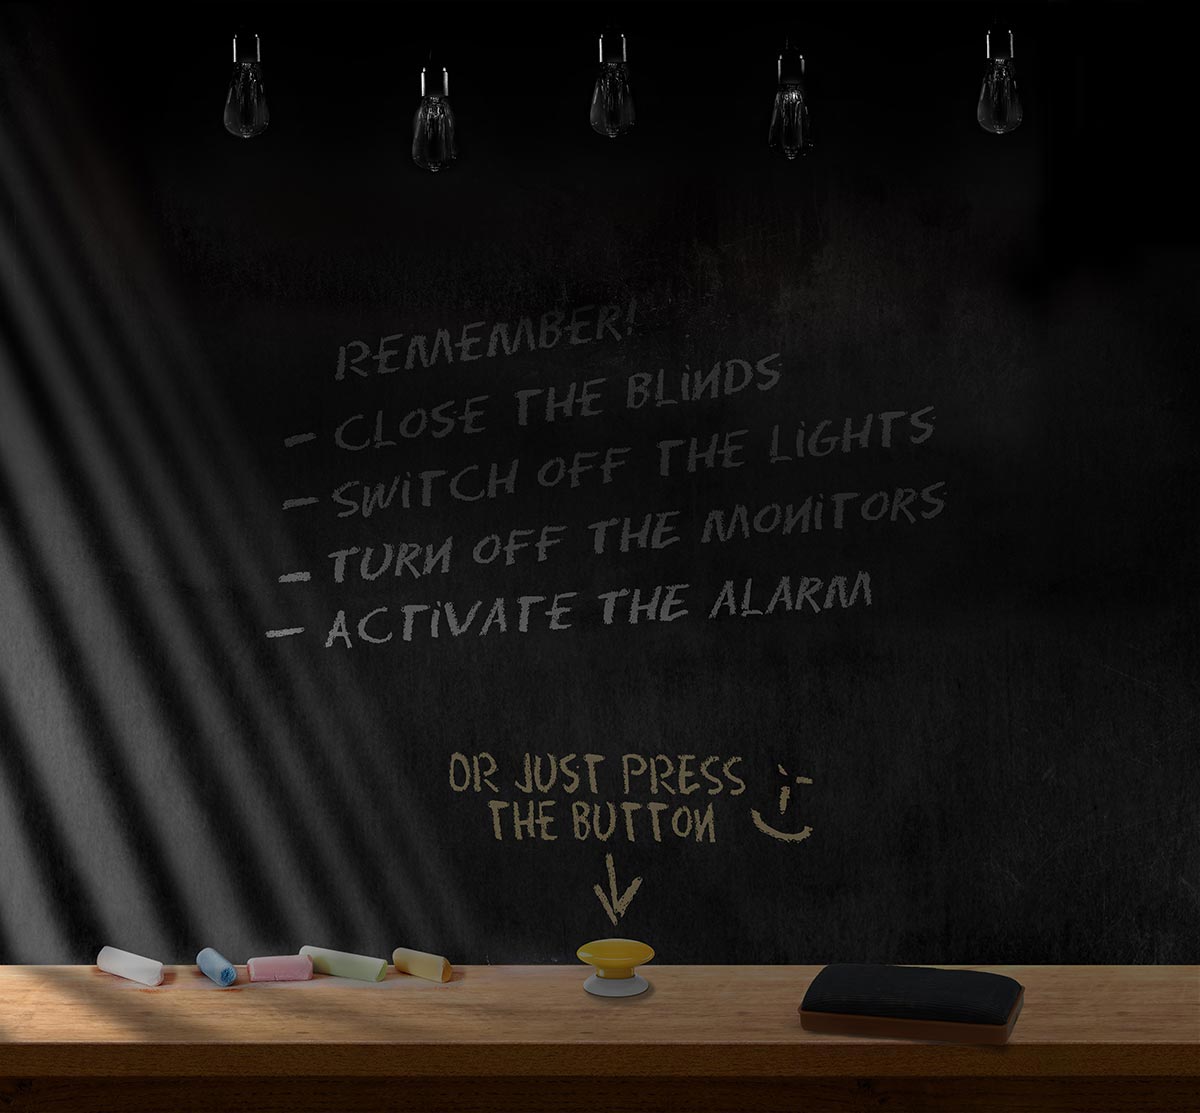 REMEMBER!
- CLOSE THE BLINDS
- SWITCH OFF THE LIGHTS
- TURN OFF THE MONITORS
- ACTIVATE THE ALARM
OR JUST PRESS
THE BUTTON